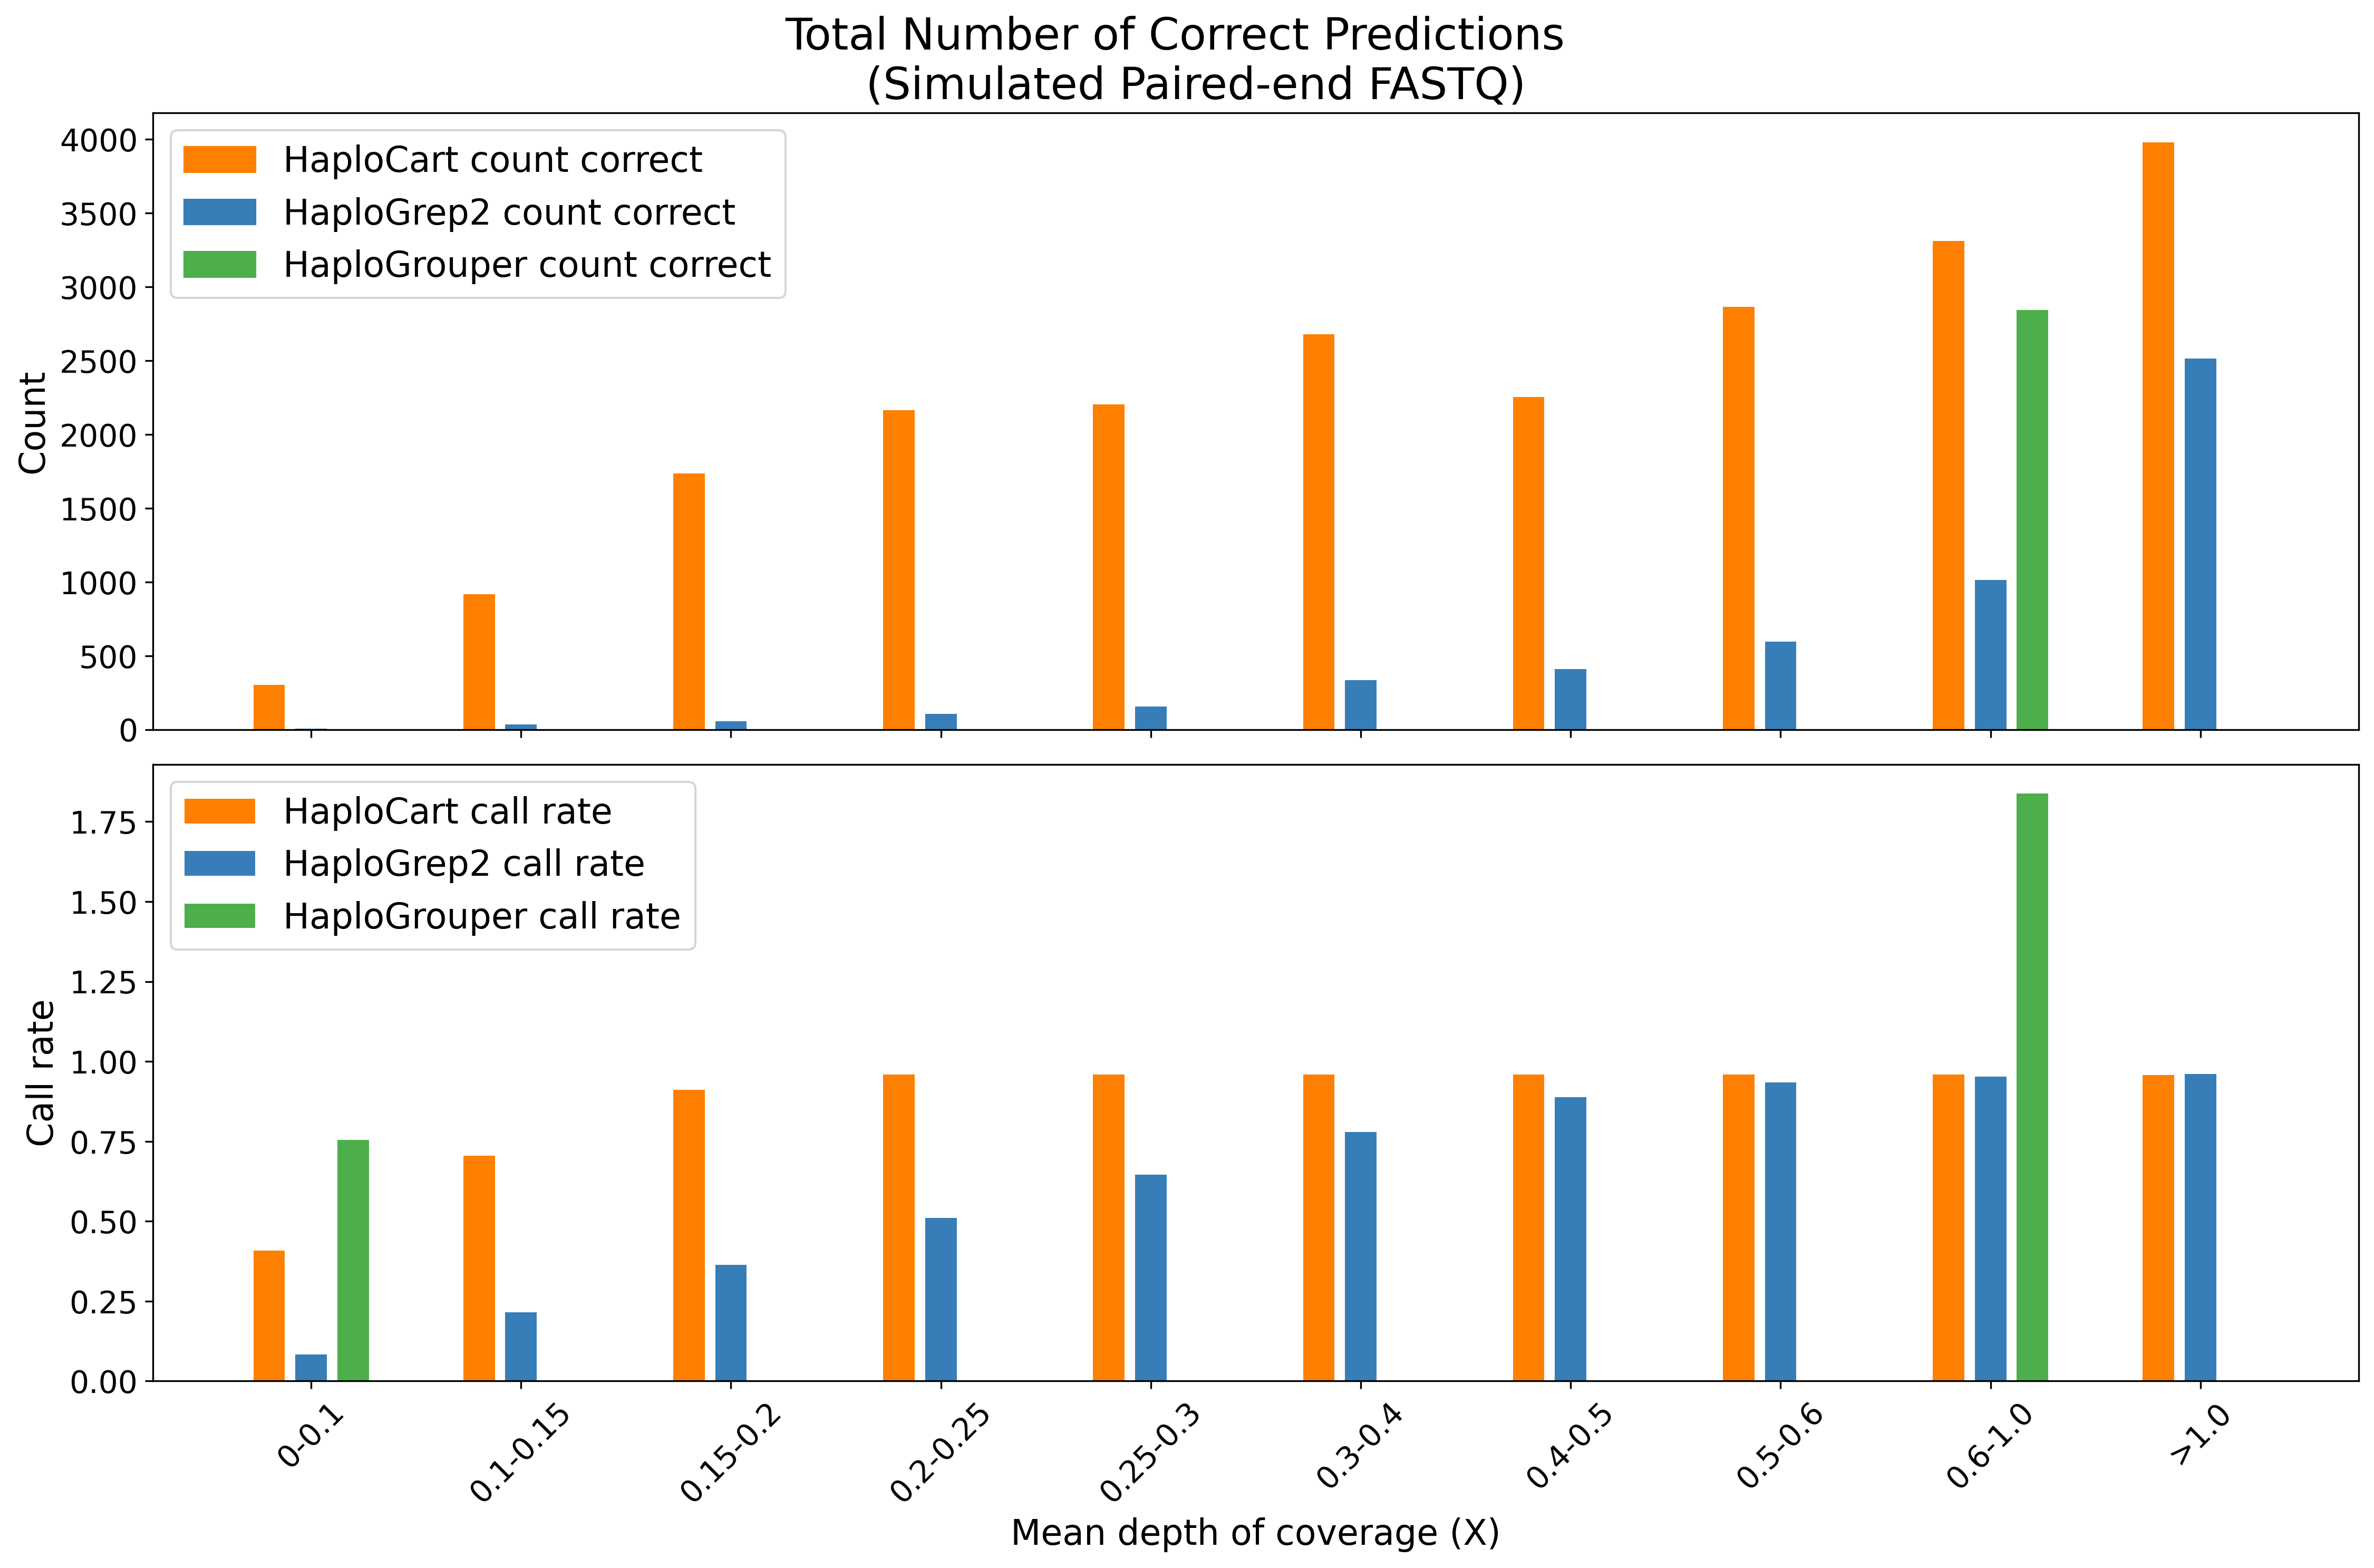 Total Number of Correct Predictions
(Simulated Paired-end FASTQ)
4000
3500
3000
2500
2000
1500
1000
500
0
Count
HaploCart count correct
HaploGrep2 count correct
HaploGrouper count correct
1.75
1.50
1.25
1.00
0.75
0.50
0.25
0.00
Call rate
HaploCart call rate
HaploGrep2 call rate
HaploGrouper call rate
0-0.1
0.1-0.15
0.15-0.2
0.2-0.25
0.25-0.3
0.3-0.4
0.4-0.5
0.5-0.6
0.6-1.0
>1.0
Mean depth of coverage (X)